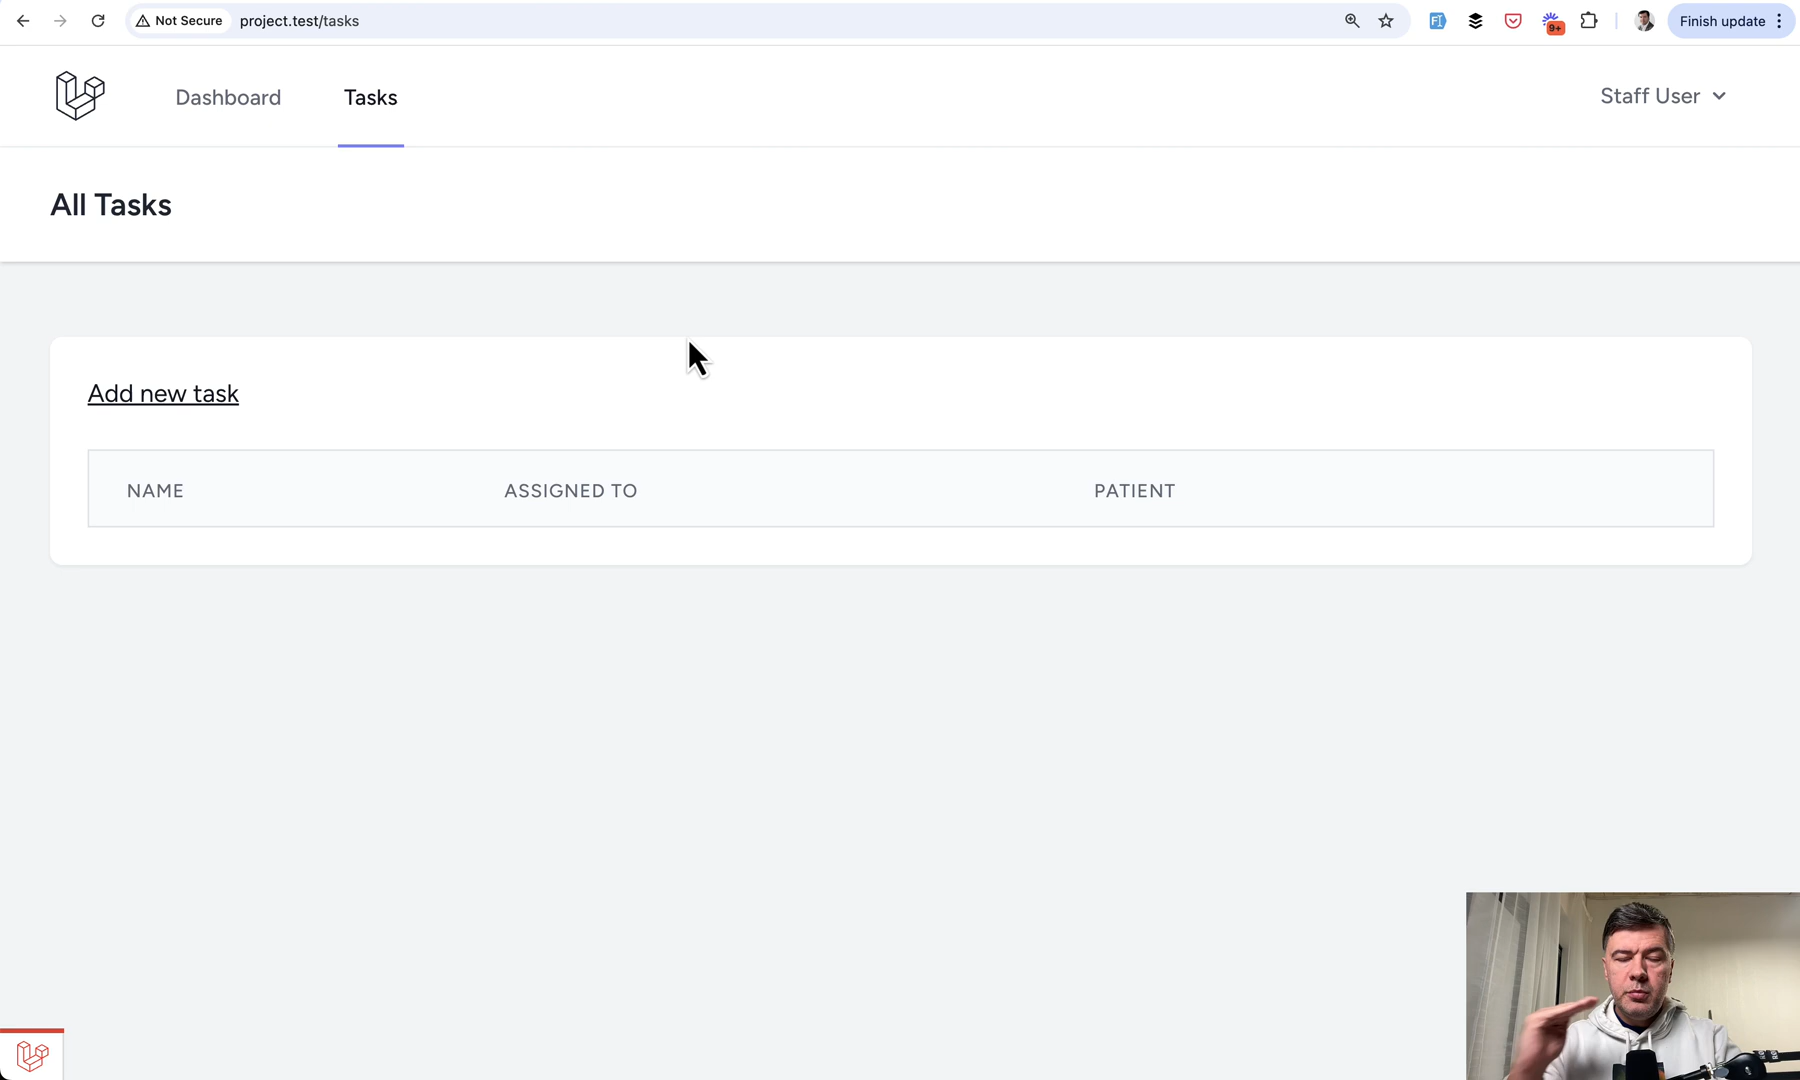 Not Secure project.test/tasks
9+
Finish update
Dashboard
Tasks
Staff User
All Tasks
Add new task
NAME
ASSIGNED TO
PATIENT